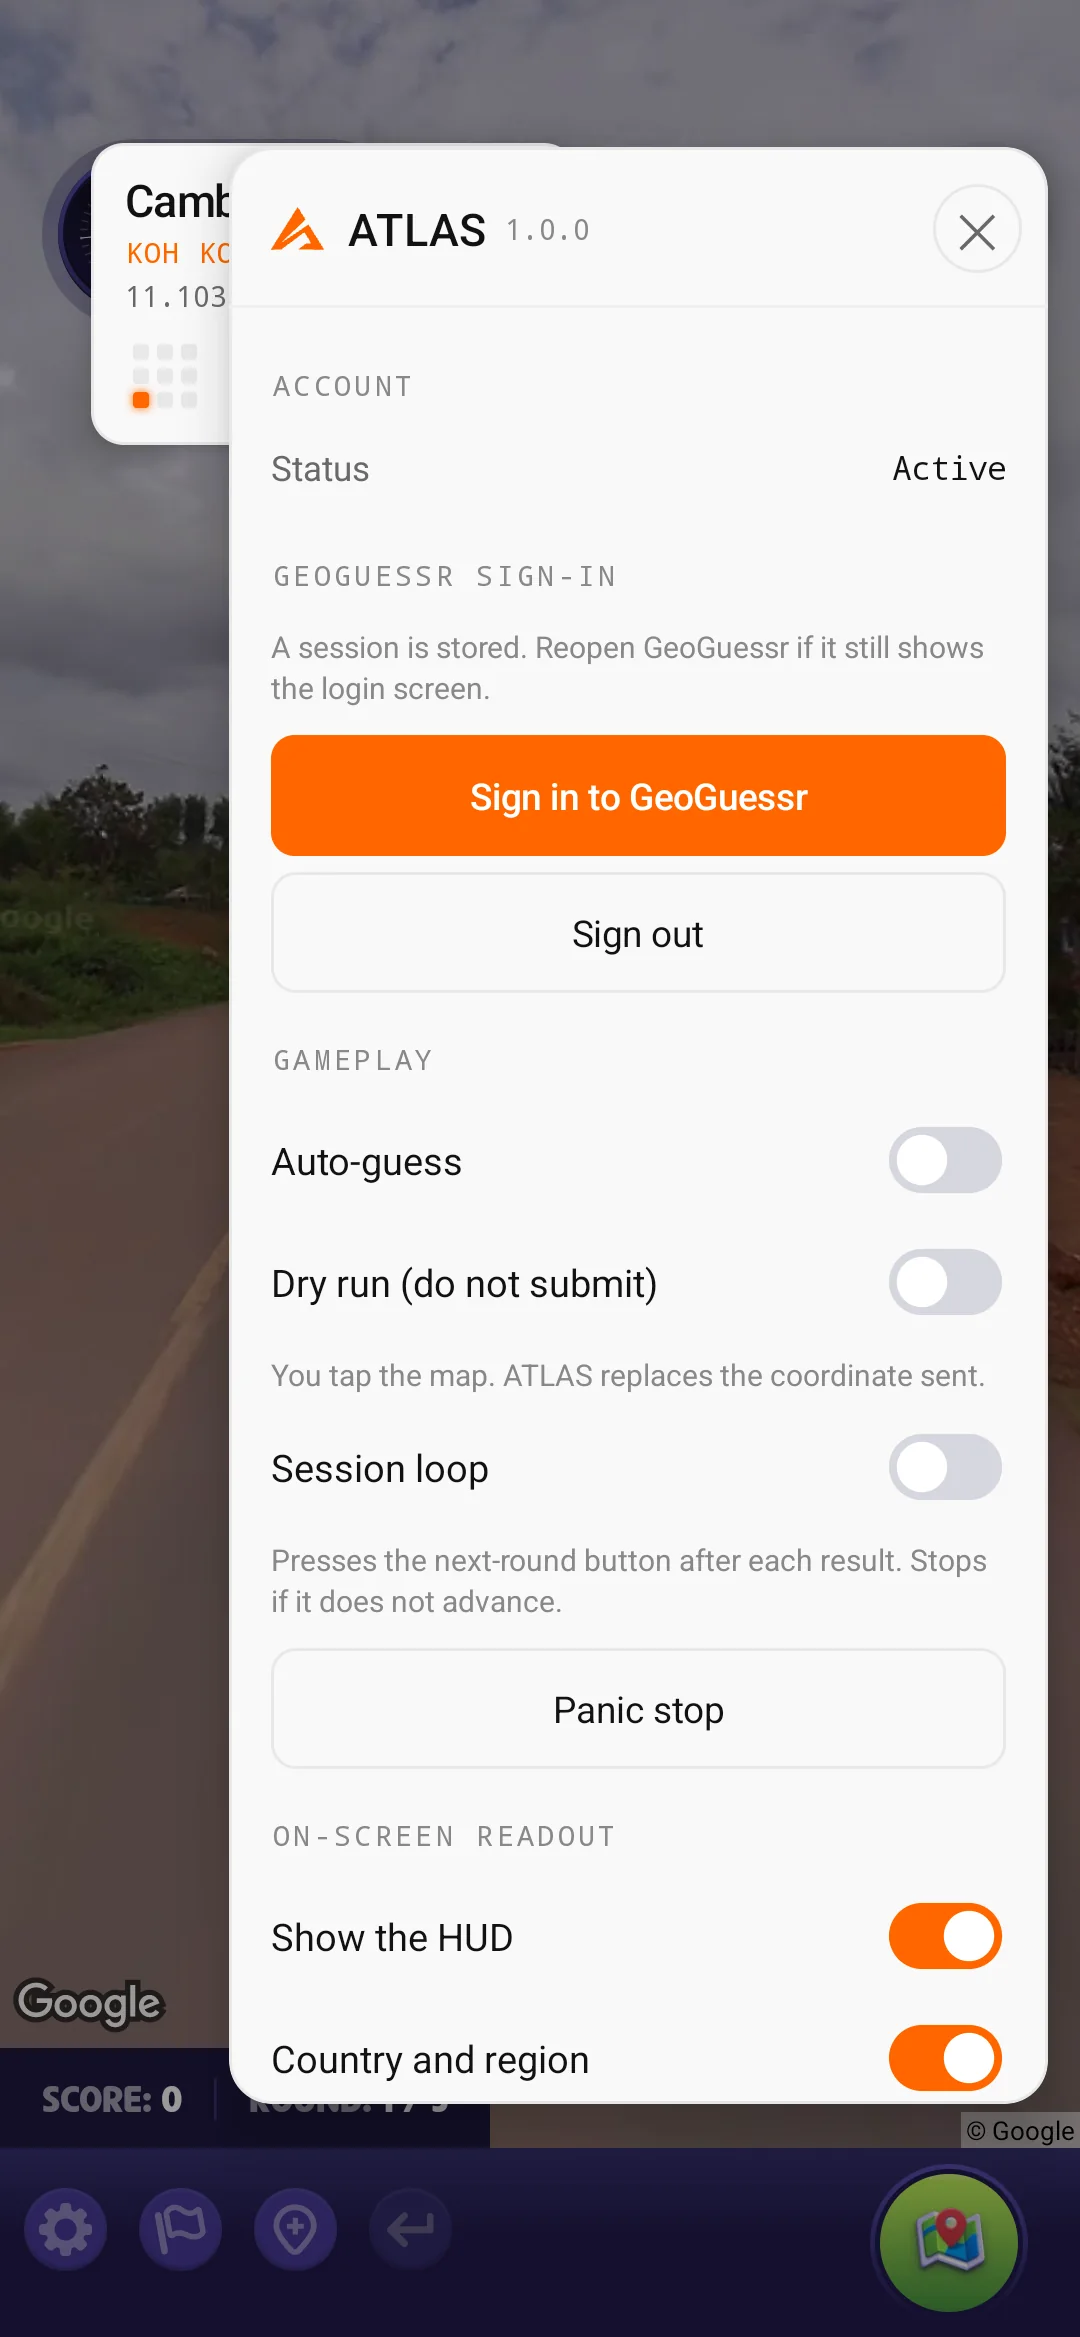 Camb
KOH KO
11.103
ATLAS 1.0.0
ACCOUNT
Status Active
GEOGUESSR SIGN-IN
A session is stored. Reopen GeoGuessr if it still shows
the login screen.
Sign in to GeoGuessr
Sign out
GAMEPLAY
Auto-guess
Dry run (do not submit)
You tap the map. ATLAS replaces the coordinate sent.
Session loop
Presses the next-round button after each result. Stops
if it does not advance.
Panic stop
ON-SCREEN READOUT
Show the HUD
Country and region
Google
SCORE: 0
© Google